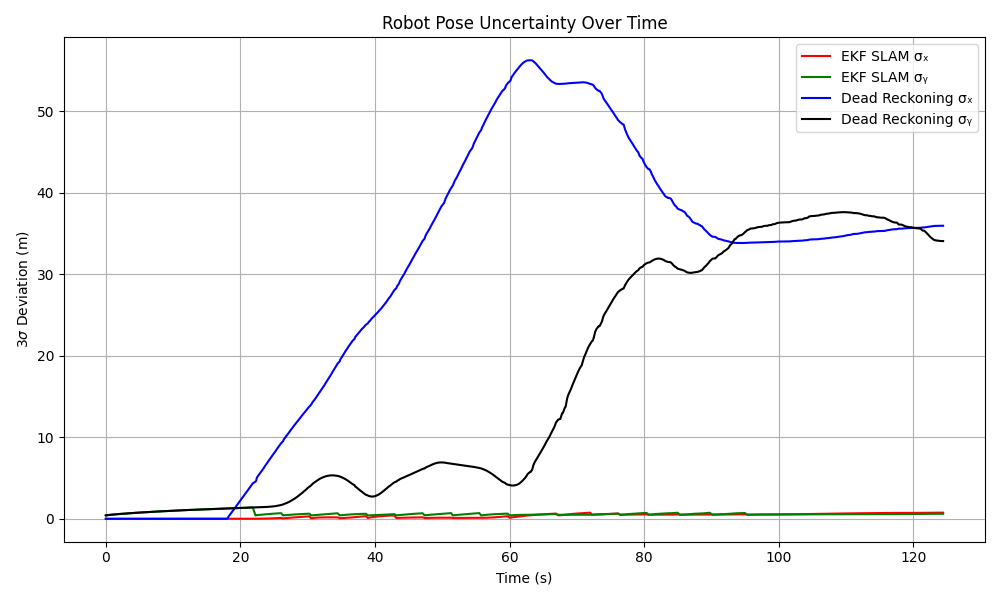 Robot Pose Uncertainty Over Time
EKF SLAM σₓ
EKF SLAM σᵧ
Dead Reckoning σₓ
Dead Reckoning σᵧ
3σ Deviation (m)
50
40
30
20
10
0
0 20 40 60 80 100 120
Time (s)